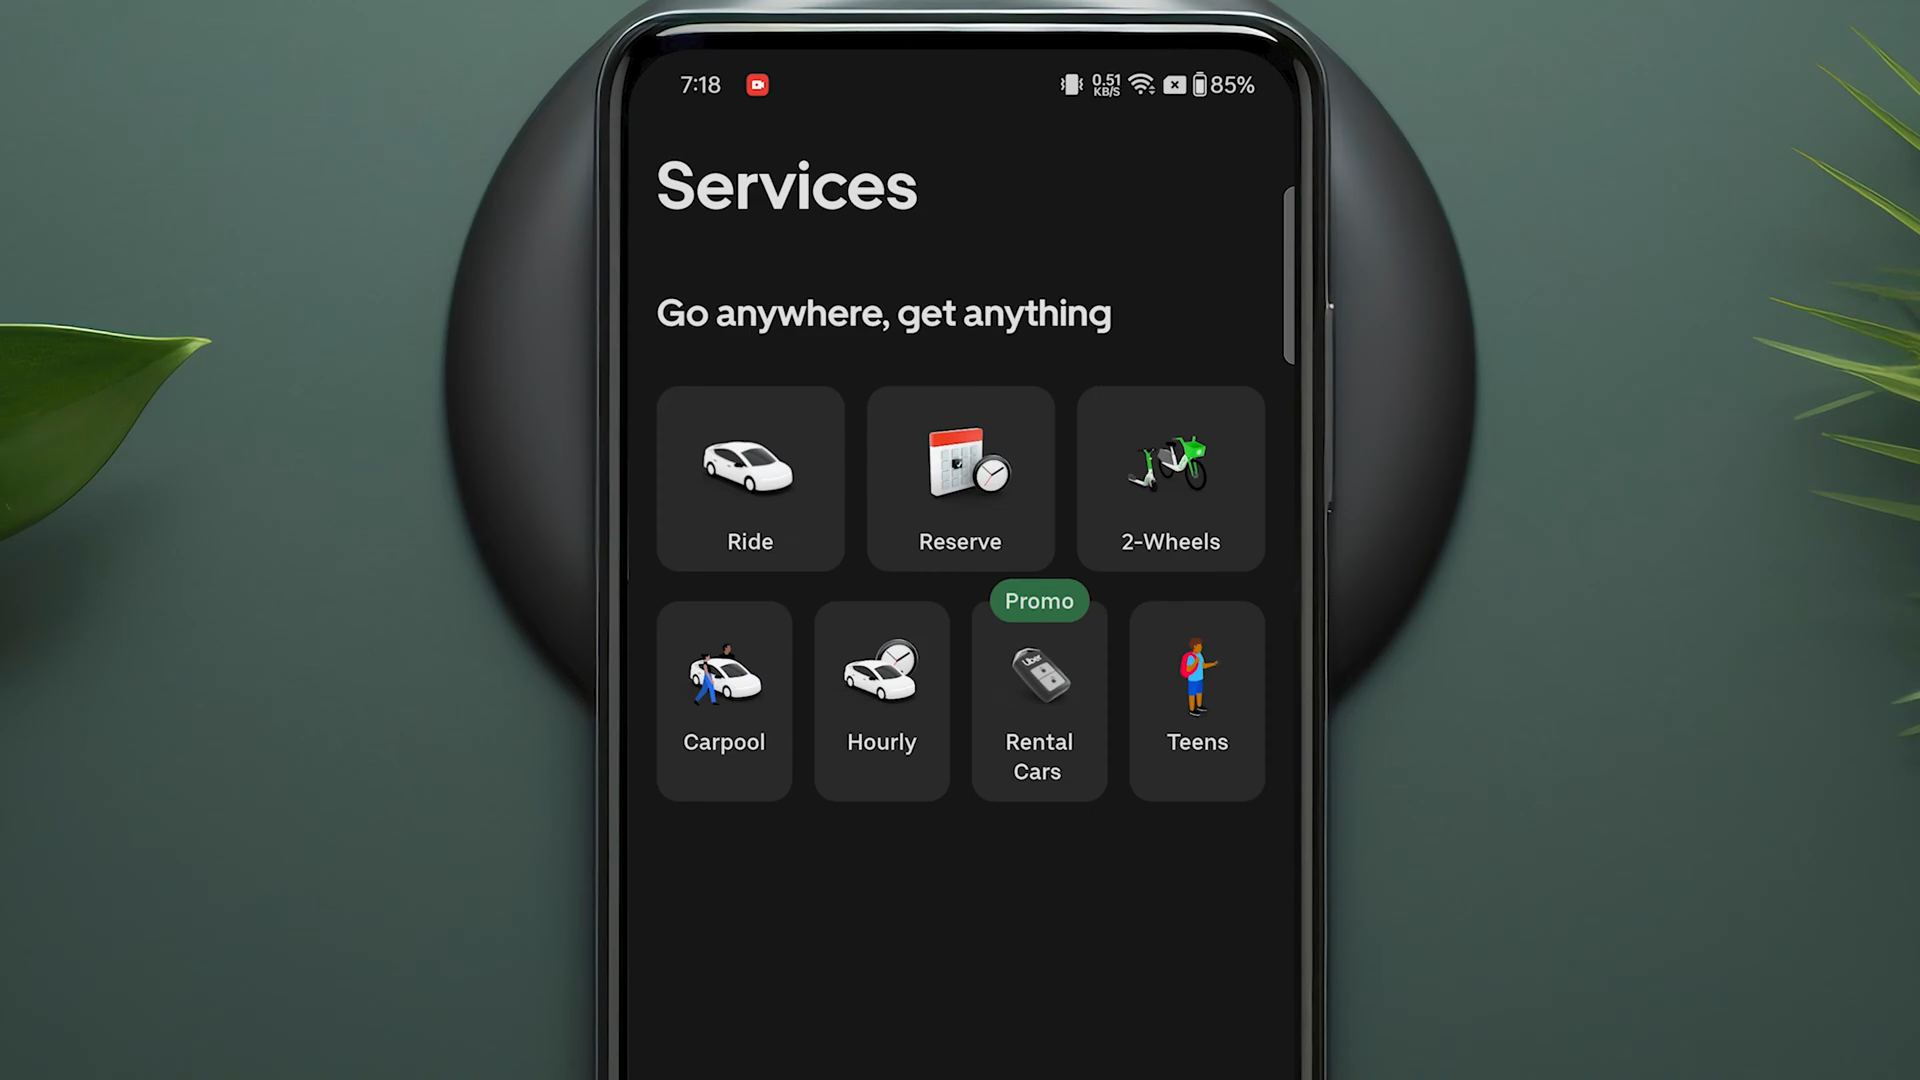 7:18
0.51
KB/S
85%
Services
Go anywhere, get anything
Ride
Reserve
2-Wheels
Promo
Uber
Carpool
Hourly
Rental
Cars
Teens